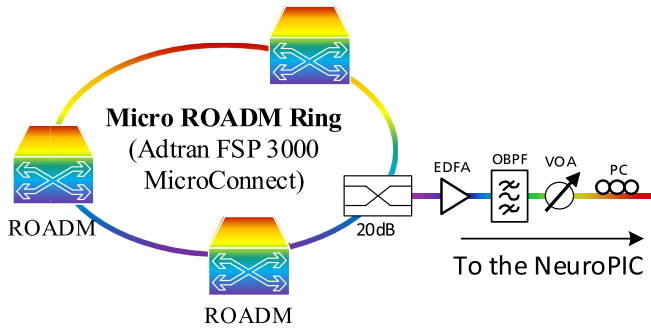 Micro ROADM Ring
(Adtran FSP 3000
MicroConnect)
ROADM
ROADM
20dB
EDFA
OBPF
VOA
PC
To the NeuroPIC